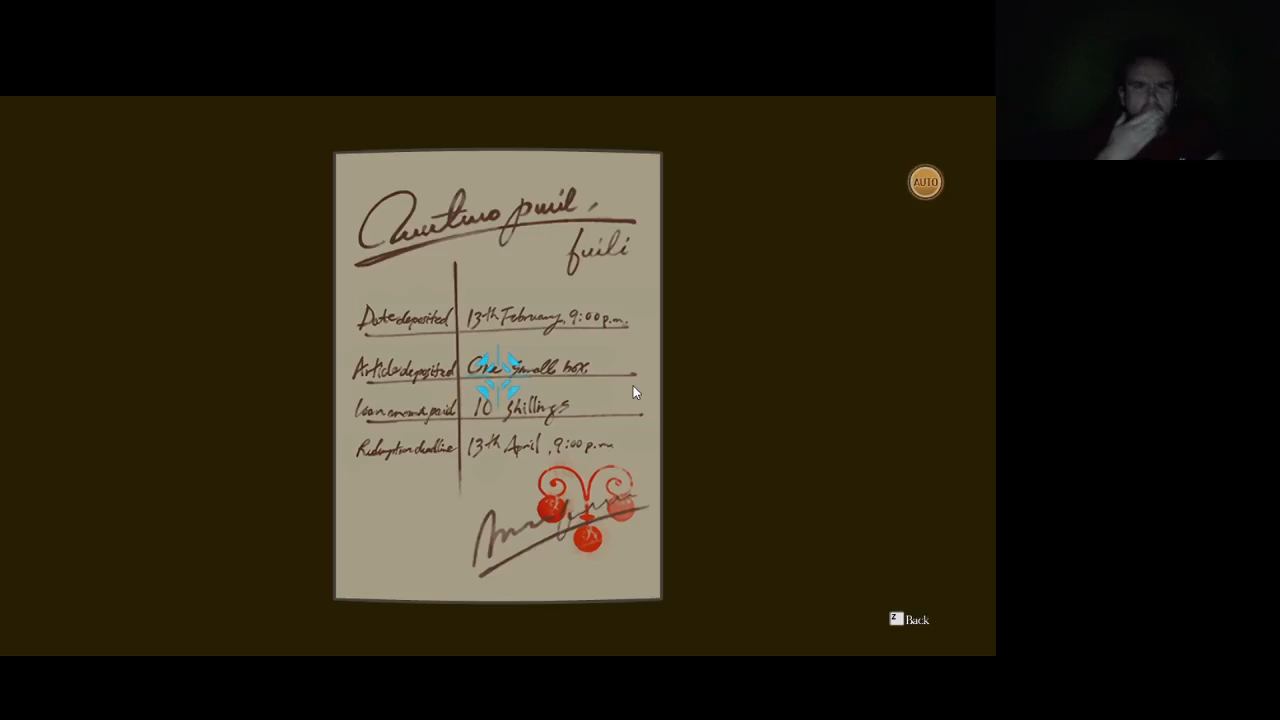 AUTO
Date deposited 13th February, 9:00 p.m.
Article deposited One small box.
Loan amount paid 10 shillings
Redemption deadline 13th April, 9:00 p.m.
Z Back